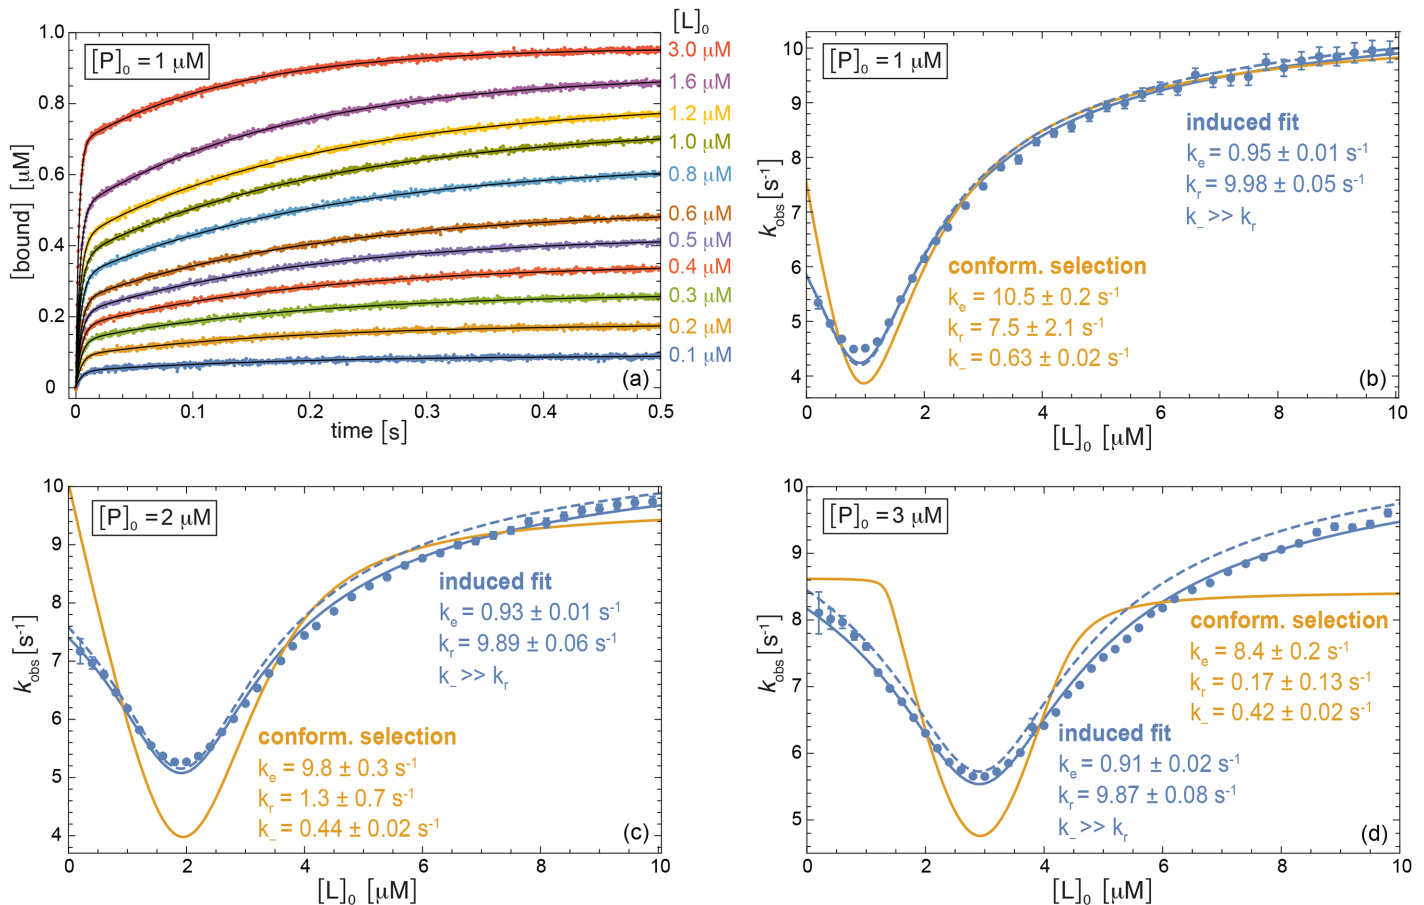 [P]₀ = 1 μM
[L]₀
3.0 μM
1.6 μM
1.2 μM
1.0 μM
0.8 μM
0.6 μM
0.5 μM
0.4 μM
0.3 μM
0.2 μM
0.1 μM
1.0
0.8
0.6
0.4
0.2
0
[bound] [μM]
0
0.1
0.2
0.3
0.4
0.5
time [s]
(a)
[P]₀ = 1 μM
10
9
8
7
6
5
4
k_obs [s⁻¹]
induced fit
kₑ = 0.95 ± 0.01 s⁻¹
kᵣ = 9.98 ± 0.05 s⁻¹
k₋ >> kᵣ
conform. selection
kₑ = 10.5 ± 0.2 s⁻¹
kᵣ = 7.5 ± 2.1 s⁻¹
k₋ = 0.63 ± 0.02 s⁻¹
(b)
0
2
4
6
8
10
[L]₀ [μM]
[P]₀ = 2 μM
10
9
8
7
6
5
4
k_obs [s⁻¹]
induced fit
kₑ = 0.93 ± 0.01 s⁻¹
kᵣ = 9.89 ± 0.06 s⁻¹
k₋ >> kᵣ
conform. selection
kₑ = 9.8 ± 0.3 s⁻¹
kᵣ = 1.3 ± 0.7 s⁻¹
k₋ = 0.44 ± 0.02 s⁻¹
(c)
0
2
4
6
8
10
[L]₀ [μM]
[P]₀ = 3 μM
10
9
8
7
6
5
k_obs [s⁻¹]
conform. selection
kₑ = 8.4 ± 0.2 s⁻¹
kᵣ = 0.17 ± 0.13 s⁻¹
k₋ = 0.42 ± 0.02 s⁻¹
induced fit
kₑ = 0.91 ± 0.02 s⁻¹
kᵣ = 9.87 ± 0.08 s⁻¹
k₋ >> kᵣ
(d)
0
2
4
6
8
10
[L]₀ [μM]